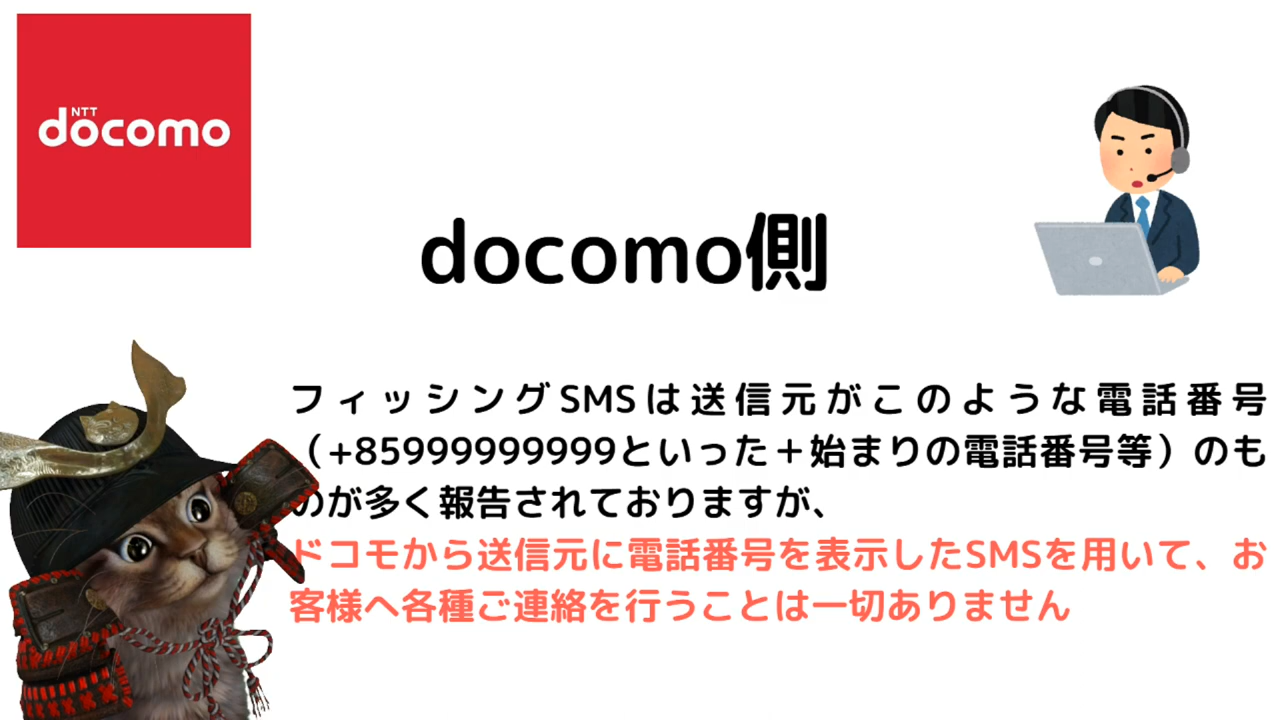 NTT
docomo
docomo側
フィッシングSMSは送信元がこのような電話番号
（+85999999999999といった＋始まりの電話番号等）のも
のが多く報告されておりますが、
ドコモから送信元に電話番号を表示したSMSを用いて、お
客様へ各種ご連絡を行うことは一切ありません